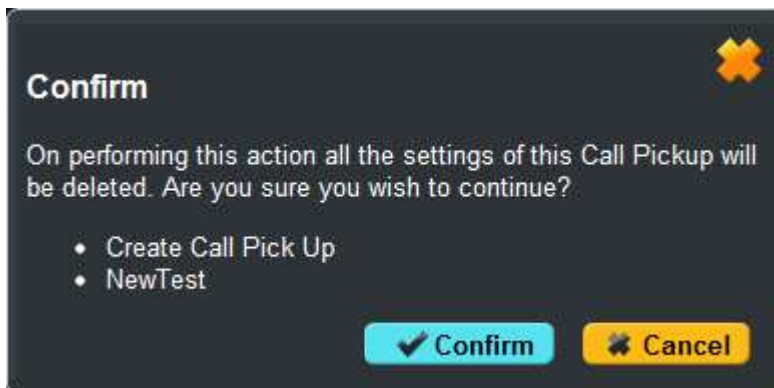 Confirm
On performing this action all the settings of this Call Pickup will
be deleted. Are you sure you wish to continue?
Create Call Pick Up
NewTest
Confirm
Cancel